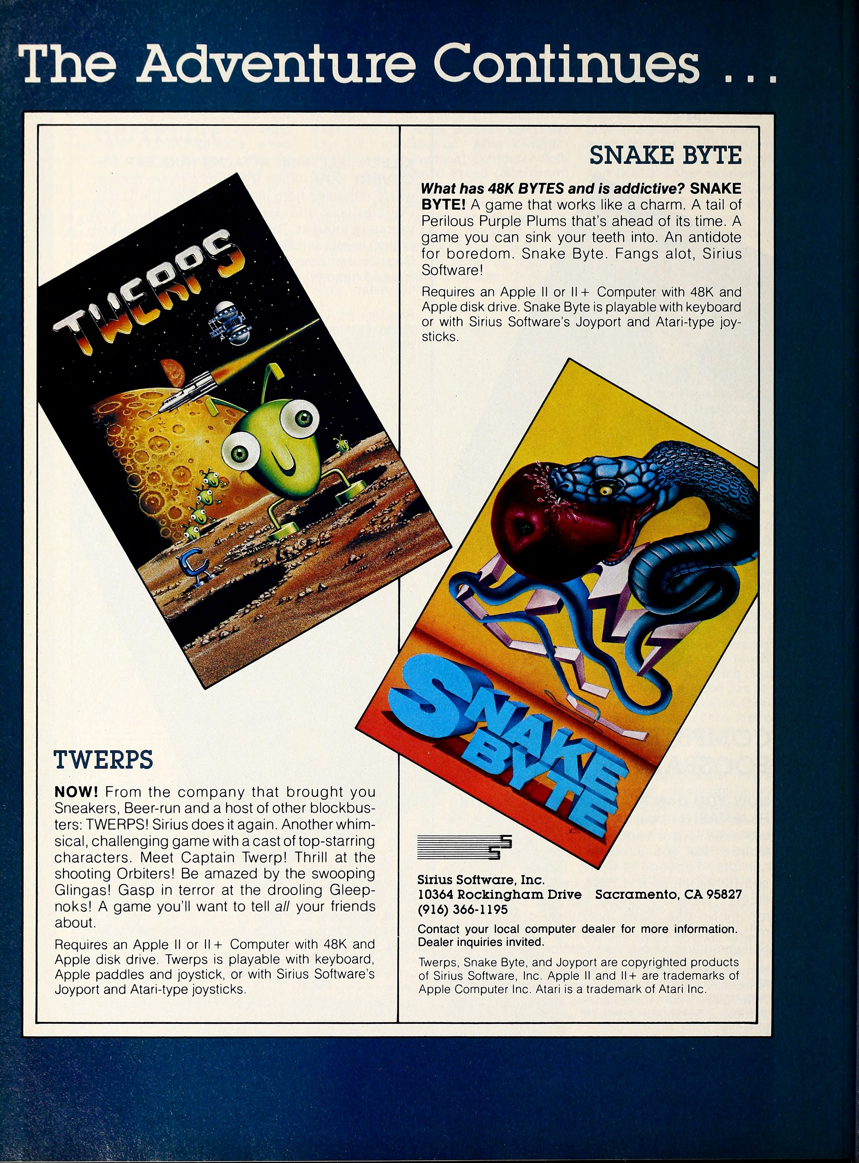 The Adventure Continues ...
TWERPS
TWERPS
NOW! From the company that brought you
Sneakers, Beer-run and a host of other blockbus-
ters: TWERPS! Sirius does it again. Another whim-
sical, challenging game with a cast of top-starring
characters. Meet Captain Twerp! Thrill at the
shooting Orbiters! Be amazed by the swooping
Glingas! Gasp in terror at the drooling Gleep-
noks! A game you'll want to tell all your friends
about.
Requires an Apple II or II+ Computer with 48K and
Apple disk drive. Twerps is playable with keyboard,
Apple paddles and joystick, or with Sirius Software's
Joyport and Atari-type joysticks.
SNAKE BYTE
What has 48K BYTES and is addictive? SNAKE
BYTE! A game that works like a charm. A tail of
Perilous Purple Plums that's ahead of its time. A
game you can sink your teeth into. An antidote
for boredom. Snake Byte. Fangs alot, Sirius
Software!
Requires an Apple II or II+ Computer with 48K and
Apple disk drive. Snake Byte is playable with keyboard
or with Sirius Software's Joyport and Atari-type joy-
sticks.
SNAKE
BYTE
Sirius Software, Inc.
10364 Rockingham Drive Sacramento, CA 95827
(916) 366-1195
Contact your local computer dealer for more information.
Dealer inquiries invited.
Twerps, Snake Byte, and Joyport are copyrighted products
of Sirius Software, Inc. Apple II and II+ are trademarks of
Apple Computer Inc. Atari is a trademark of Atari Inc.